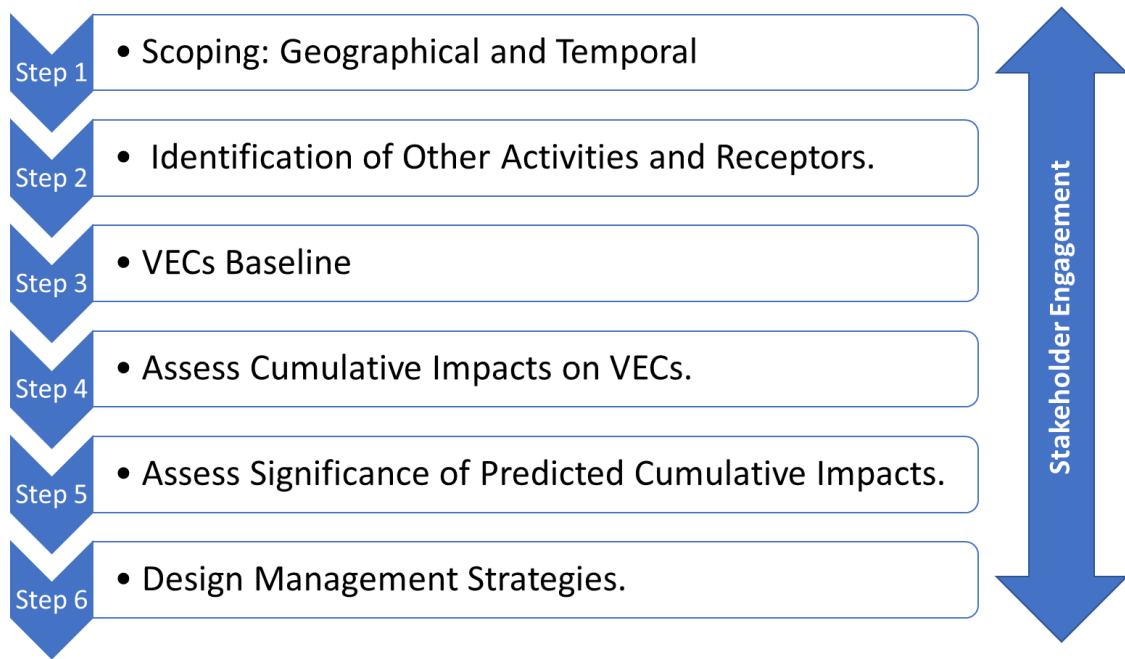 Step 1
• Scoping: Geographical and Temporal
Step 2
• Identification of Other Activities and Receptors.
Step 3
• VECs Baseline
Step 4
• Assess Cumulative Impacts on VECs.
Step 5
• Assess Significance of Predicted Cumulative Impacts.
Step 6
• Design Management Strategies.
Stakeholder Engagement